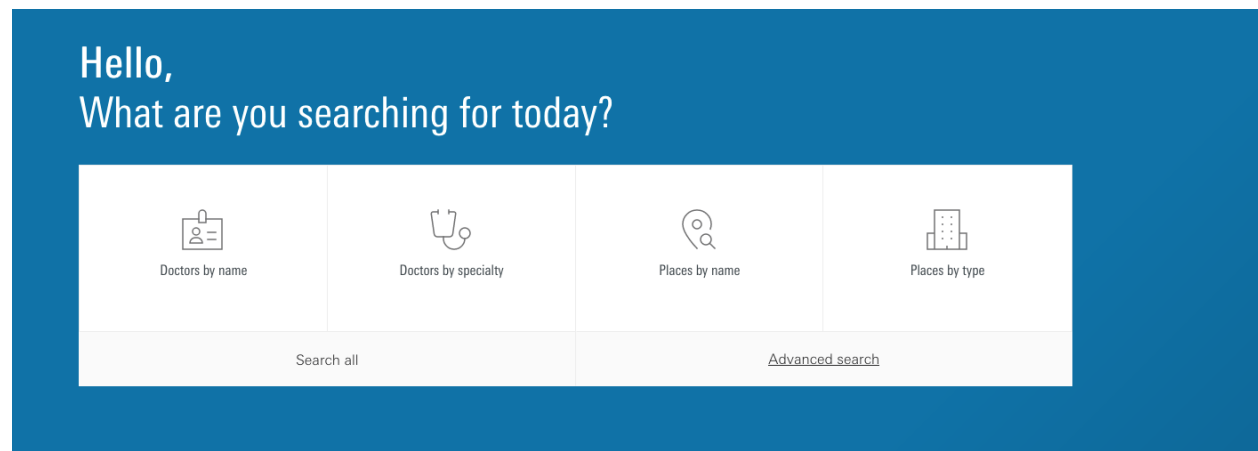 Hello,
What are you searching for today?
Doctors by name
Doctors by specialty
Places by name
Places by type
Search all
Advanced search